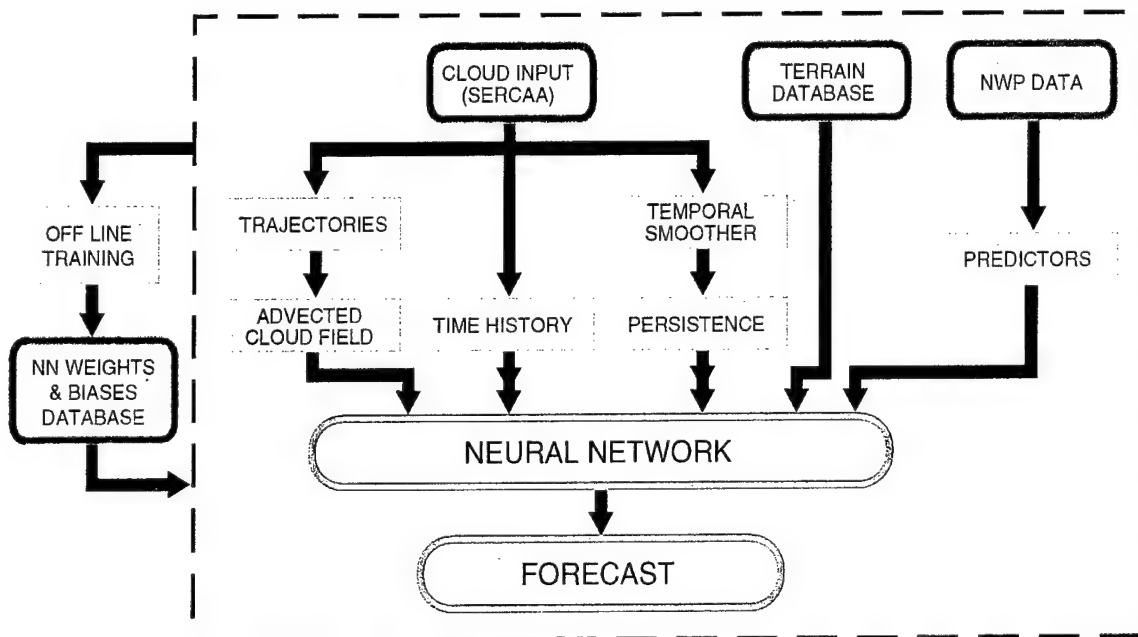 CLOUD INPUT
(SERCAA)
TERRAIN
DATABASE
NWP DATA
OFF LINE
TRAINING
TRAJECTORIES
TEMPORAL
SMOOTHER
PREDICTORS
ADVECTED
CLOUD FIELD
TIME HISTORY
PERSISTENCE
NN WEIGHTS
& BIASES
DATABASE
NEURAL NETWORK
FORECAST